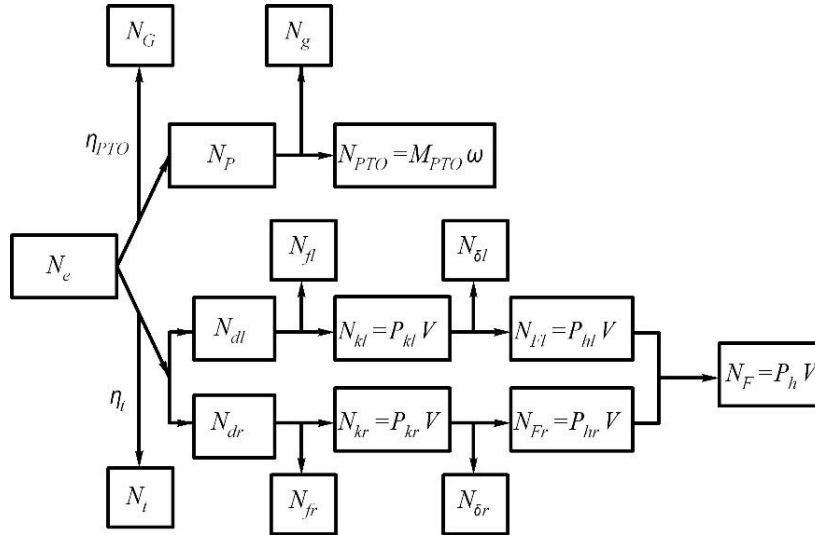 N_G
N_g
η_PTO
N_P
N_PTO = M_PTO ω
N_e
N_fl
N_δl
N_dl
N_kl = P_kl V
N_Fl = P_hl V
N_F = P_h V
η_t
N_dr
N_kr = P_kr V
N_Fr = P_hr V
N_t
N_fr
N_δr